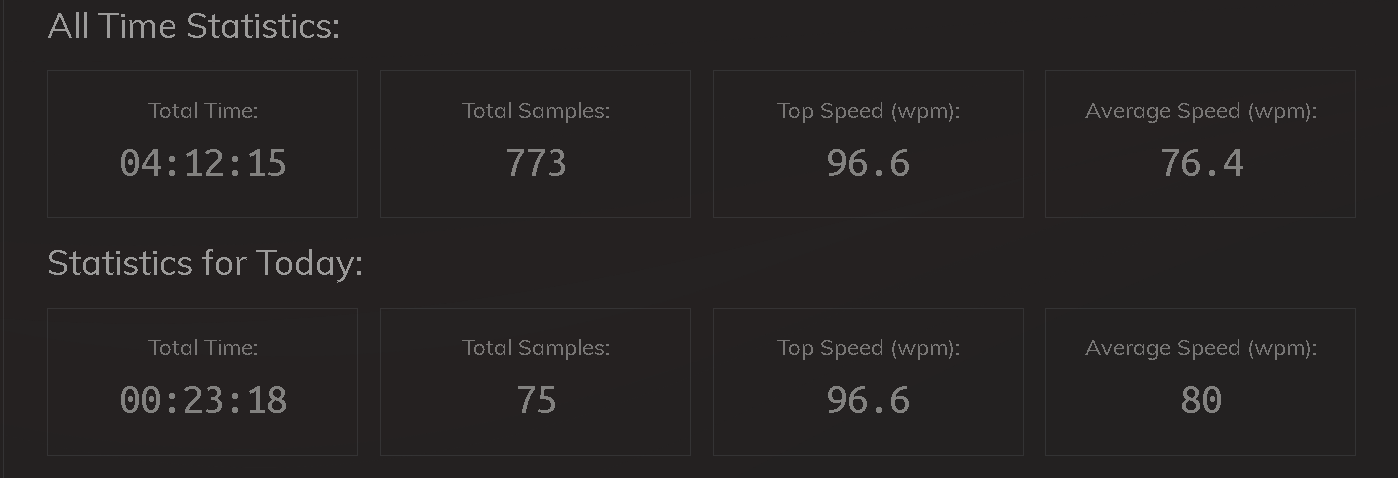 All Time Statistics:
Total Time: Total Samples: Top Speed (wpm): Average Speed (wpm):
04:12:15 773 96.6 76.4
Statistics for Today:
Total Time: Total Samples: Top Speed (wpm): Average Speed (wpm):
00:23:18 75 96.6 80